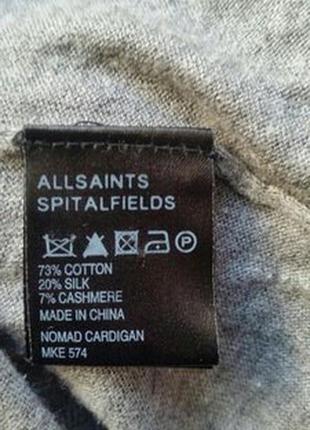 ALLSAINTS
SPITALFIELDS
P
73% COTTON
20% SILK
7% CASHMERE
MADE IN CHINA
NOMAD CARDIGAN
MKE 574